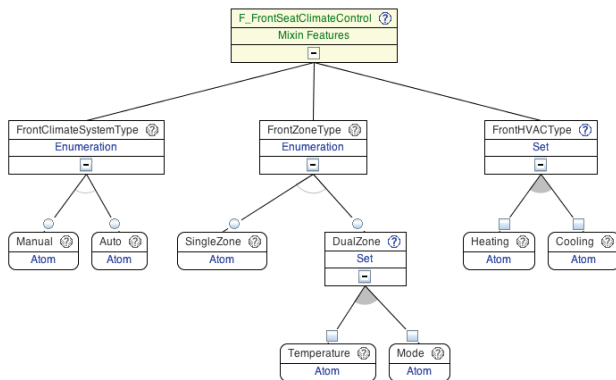 F_FrontSeatClimateControl
Mixin Features
FrontClimateSystemType
Enumeration
FrontZoneType
Enumeration
FrontHVACType
Set
Manual
Atom
Auto
Atom
SingleZone
Atom
DualZone
Set
Heating
Atom
Cooling
Atom
Temperature
Atom
Mode
Atom